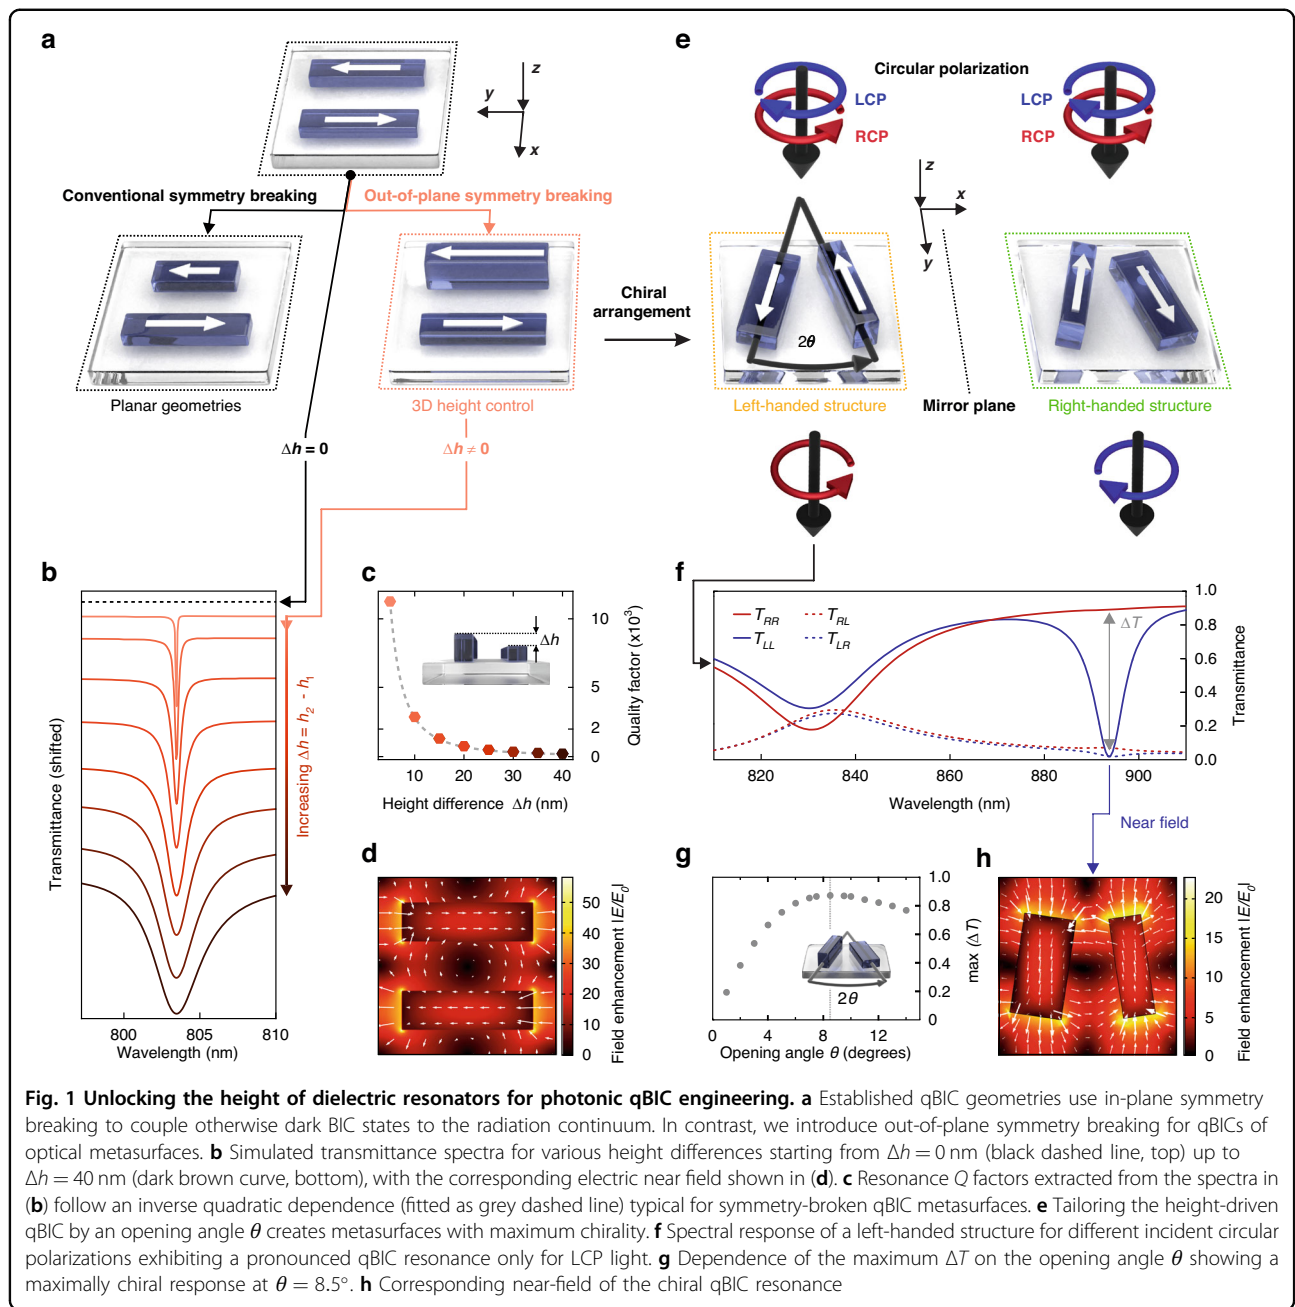 a
z
y
x
Conventional symmetry breaking
Out-of-plane symmetry breaking
Planar geometries
3D height control
Δh = 0
Δh ≠ 0
Chiral
arrangement
e
Circular polarization
LCP
RCP
LCP
RCP
z
x
y
2θ
Left-handed structure
Mirror plane
Right-handed structure
b
Transmittance (shifted)
Increasing Δh = h2 - h1
800
805
810
Wavelength (nm)
c
Δh
10
5
2
0
Quality factor (x10³)
0
10
20
30
40
Height difference Δh (nm)
d
50
40
30
20
10
0
Field enhancement |E/E0|
f
TRR
TRL
TLL
TLR
ΔT
1.0
0.8
0.6
0.4
0.2
0.0
Transmittance
820
840
860
880
900
Wavelength (nm)
Near field
g
2θ
1.0
0.8
0.6
0.4
0.2
0
max (ΔT)
0
4
8
12
Opening angle θ (degrees)
h
20
15
10
5
0
Field enhancement |E/E0|
Fig. 1 Unlocking the height of dielectric resonators for photonic qBIC engineering. a Established qBIC geometries use in-plane symmetry
breaking to couple otherwise dark BIC states to the radiation continuum. In contrast, we introduce out-of-plane symmetry breaking for qBICs of
optical metasurfaces. b Simulated transmittance spectra for various height differences starting from Δh = 0 nm (black dashed line, top) up to
Δh = 40 nm (dark brown curve, bottom), with the corresponding electric near field shown in (d). c Resonance Q factors extracted from the spectra in
(b) follow an inverse quadratic dependence (fitted as grey dashed line) typical for symmetry-broken qBIC metasurfaces. e Tailoring the height-driven
qBIC by an opening angle θ creates metasurfaces with maximum chirality. f Spectral response of a left-handed structure for different incident circular
polarizations exhibiting a pronounced qBIC resonance only for LCP light. g Dependence of the maximum ΔT on the opening angle θ showing a
maximally chiral response at θ = 8.5°. h Corresponding near-field of the chiral qBIC resonance